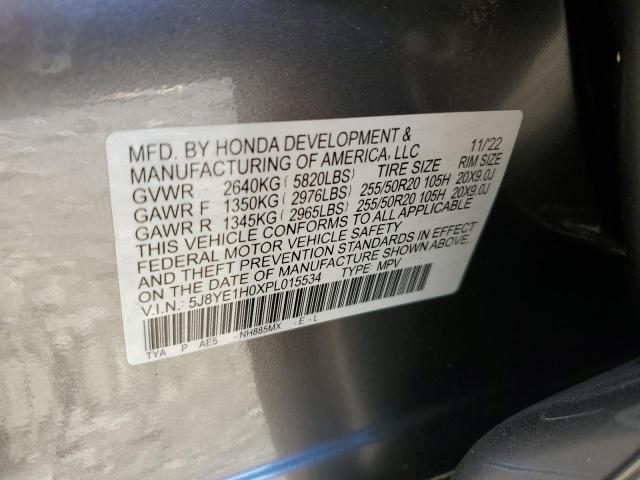 MFD. BY HONDA DEVELOPMENT &
MANUFACTURING OF AMERICA, LLC 11/'22
GVWR 2640KG ( 5820LBS) TIRE SIZE RIM SIZE
GAWR F 1350KG ( 2976LBS) 255/50R20 105H 20X9.0J
GAWR R 1345KG ( 2965LBS) 255/50R20 105H 20X9.0J
THIS VEHICLE CONFORMS TO ALL APPLICABLE
FEDERAL MOTOR VEHICLE SAFETY
AND THEFT PREVENTION STANDARDS IN EFFECT
ON THE DATE OF MANUFACTURE SHOWN ABOVE.
V.I.N.: 5J8YE1H0XPL015534 TYPE: MPV
TYA P AE5 -NH885MX -E-L